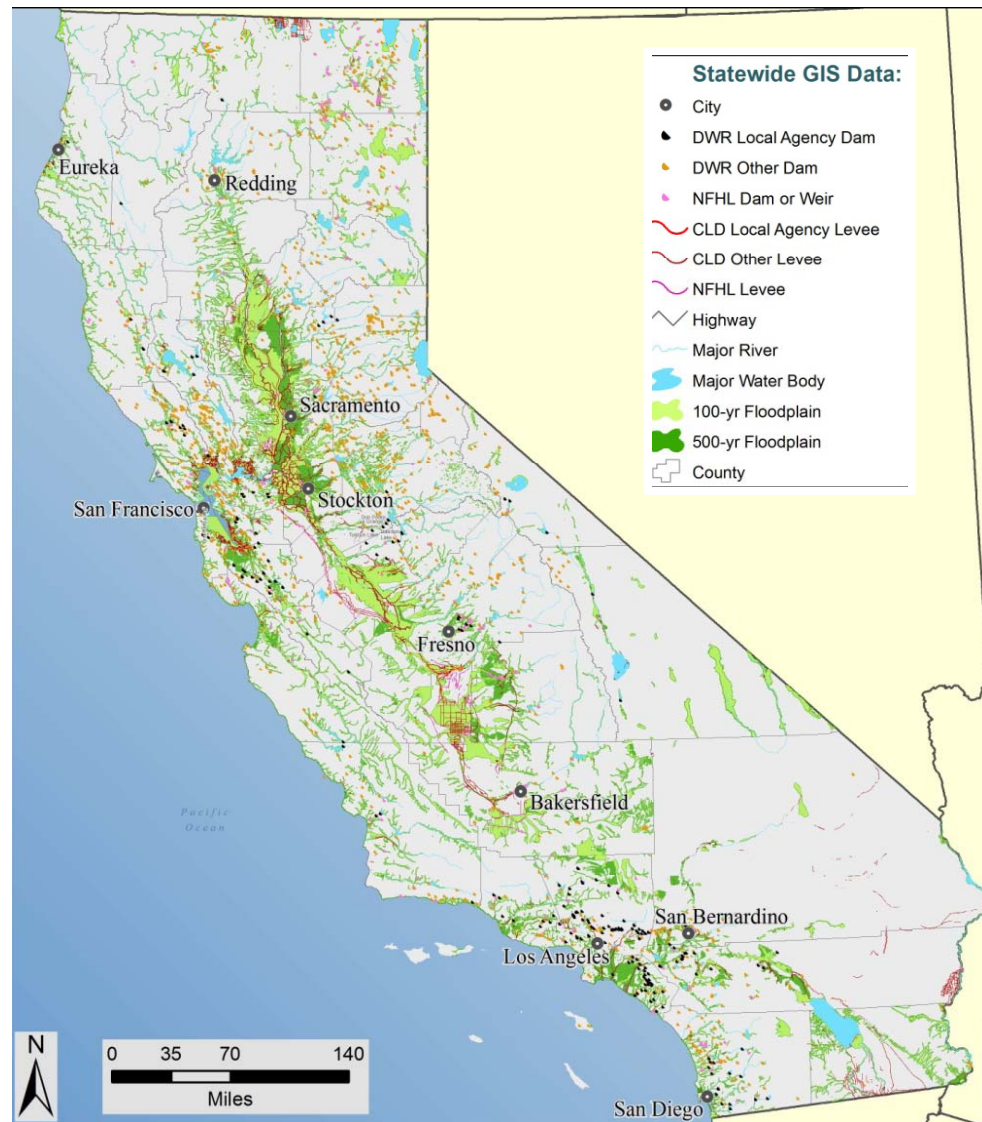 Statewide GIS Data:
City
DWR Local Agency Dam
DWR Other Dam
NFHL Dam or Weir
CLD Local Agency Levee
CLD Other Levee
NFHL Levee
Highway
Major River
Major Water Body
100-yr Floodplain
500-yr Floodplain
County
Eureka
Redding
Sacramento
Stockton
San Francisco
Fresno
Bakersfield
Pacific
Ocean
San Bernardino
Los Angeles
San Diego
N
0 35 70 140
Miles